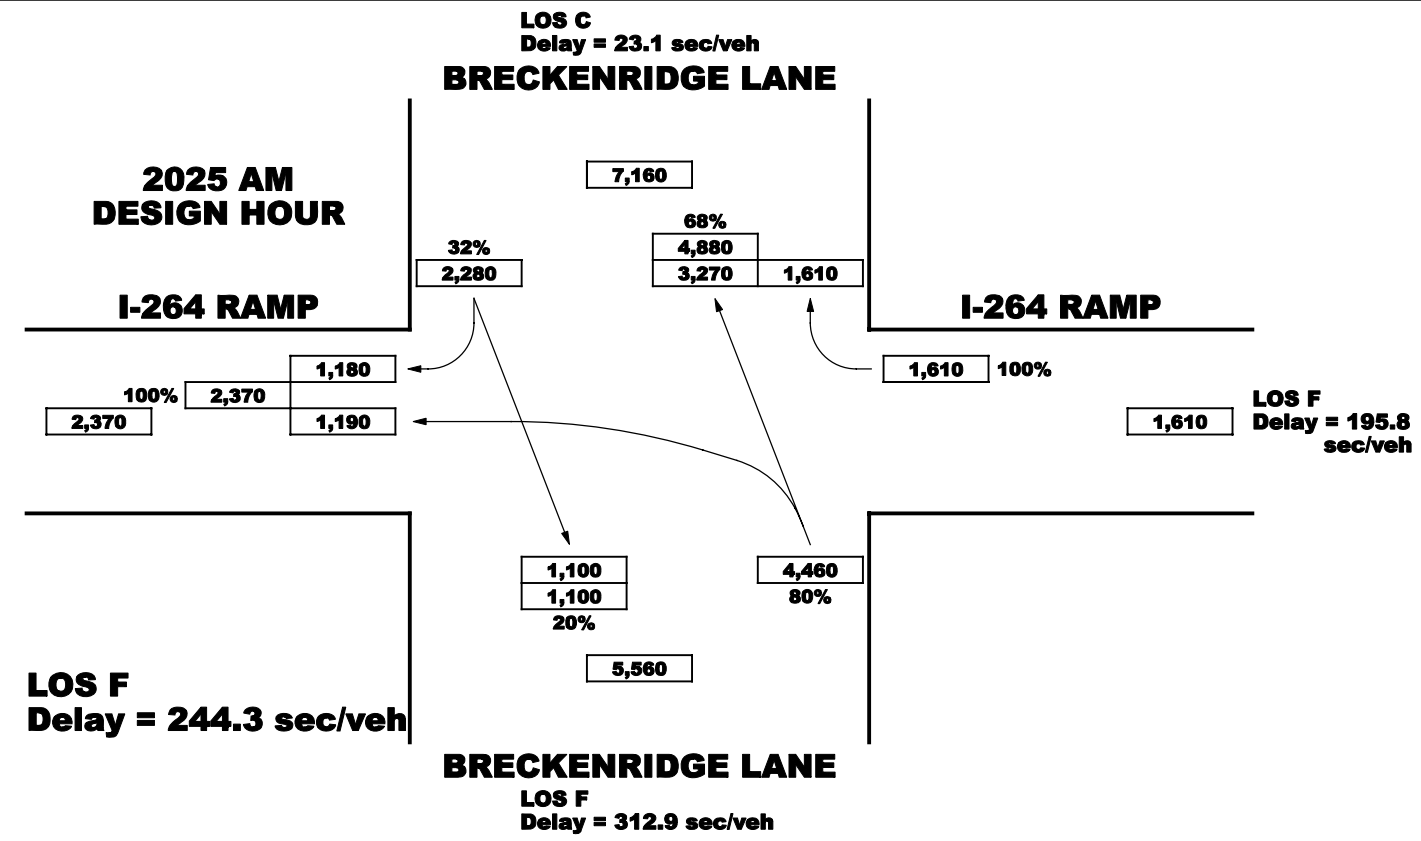 LOS C
Delay = 23.1 sec/veh
BRECKENRIDGE LANE
2025 AM
DESIGN HOUR
7,160
32%
2,280
68%
4,880
3,270 1,610
I-264 RAMP
I-264 RAMP
1,180
100% 2,370
2,370
1,190
1,610 100%
1,610
LOS F
Delay = 195.8
sec/veh
1,100
1,100
20%
4,460
80%
5,560
LOS F
Delay = 244.3 sec/veh
BRECKENRIDGE LANE
LOS F
Delay = 312.9 sec/veh